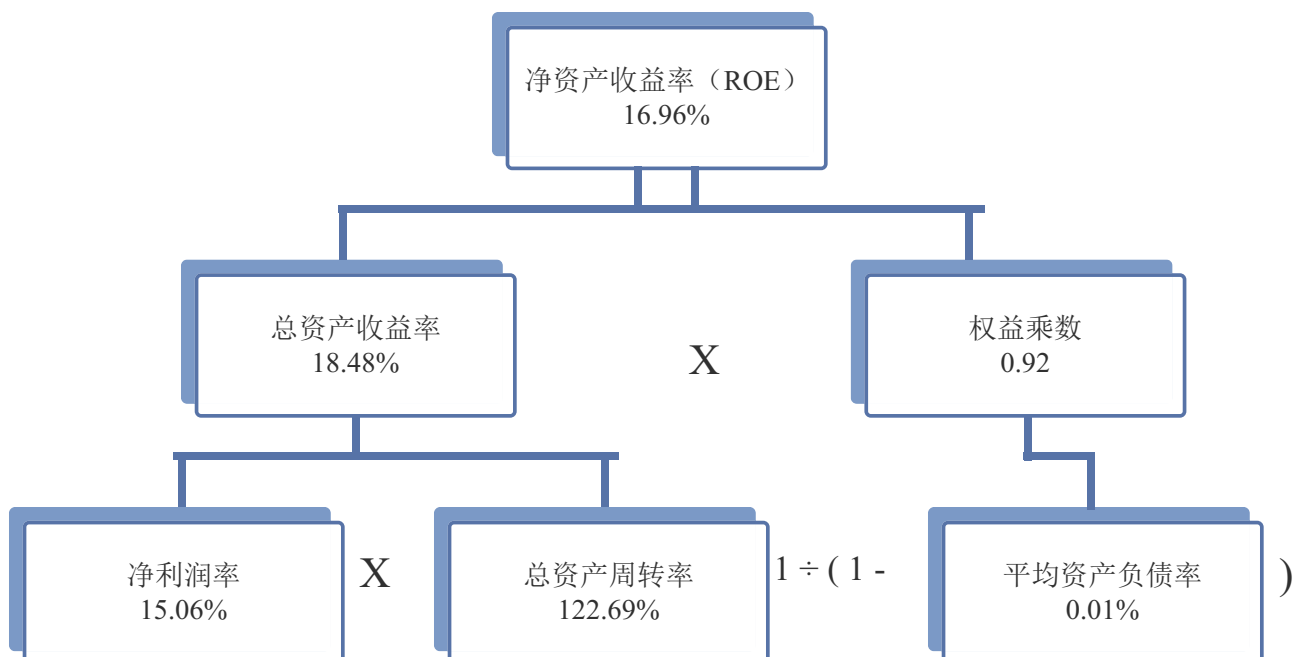 净资产收益率（ROE）
16.96%
总资产收益率
18.48%
X
权益乘数
0.92
净利润率
15.06%
X
总资产周转率
122.69%
1 ÷ ( 1 -
平均资产负债率
0.01%
)